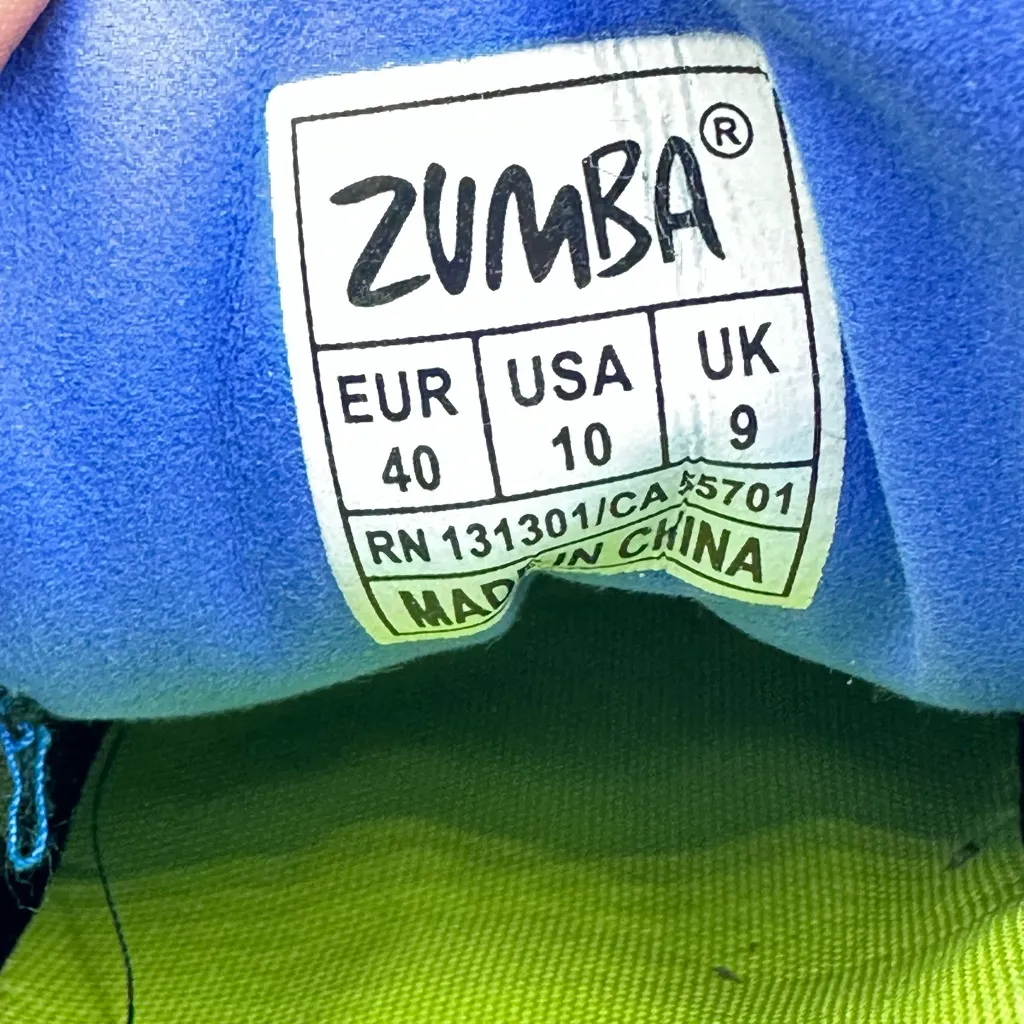 ZUMBA®
EUR USA UK
40 10 9
RN 131301/CA 55701
MADE IN CHINA